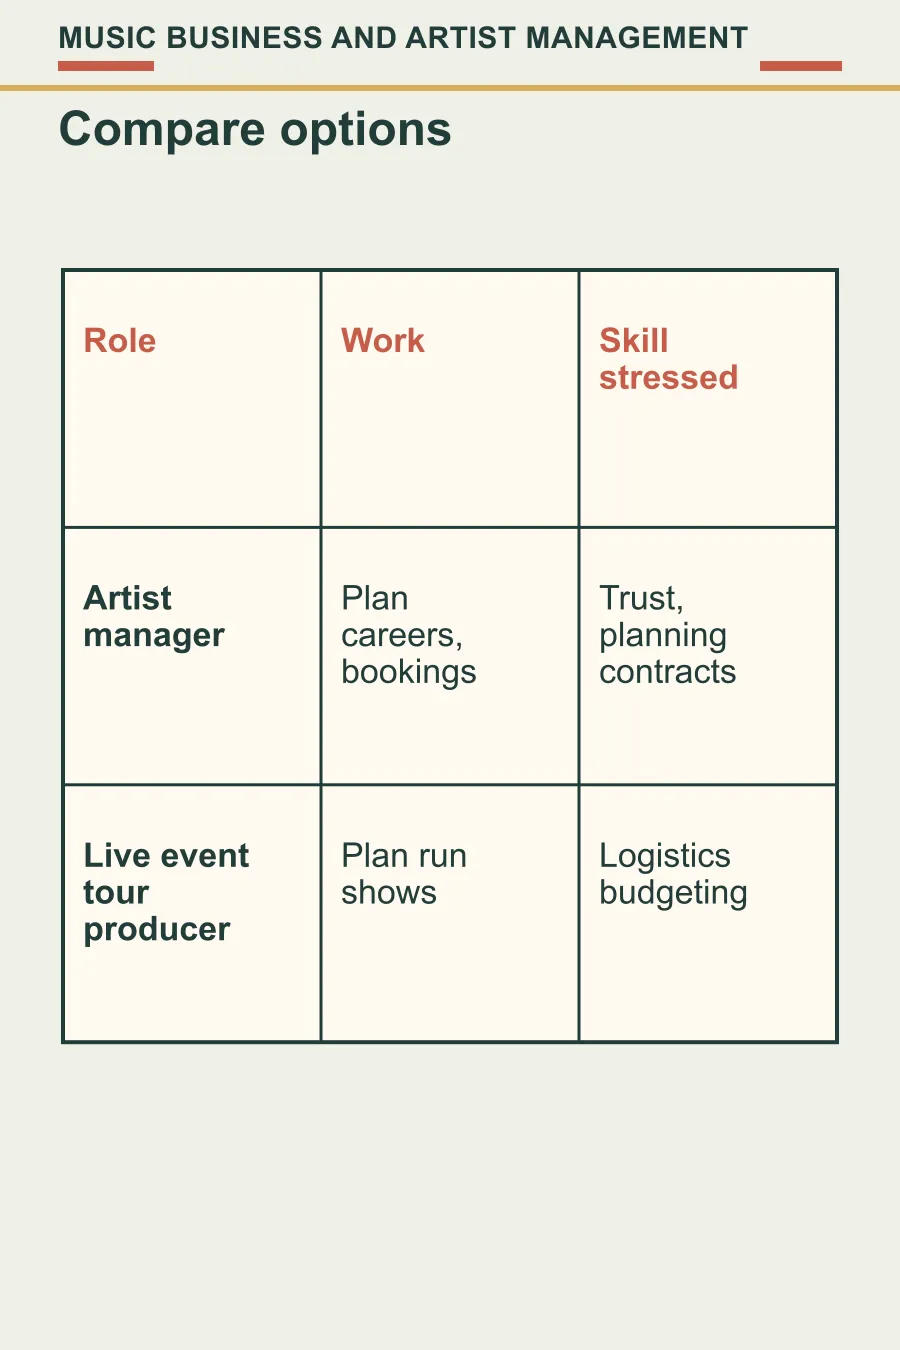 MUSIC BUSINESS AND ARTIST MANAGEMENT
Compare options
Role
Work
Skill
stressed
Artist
manager
Plan
careers,
bookings
Trust,
planning
contracts
Live event
tour
producer
Plan run
shows
Logistics
budgeting